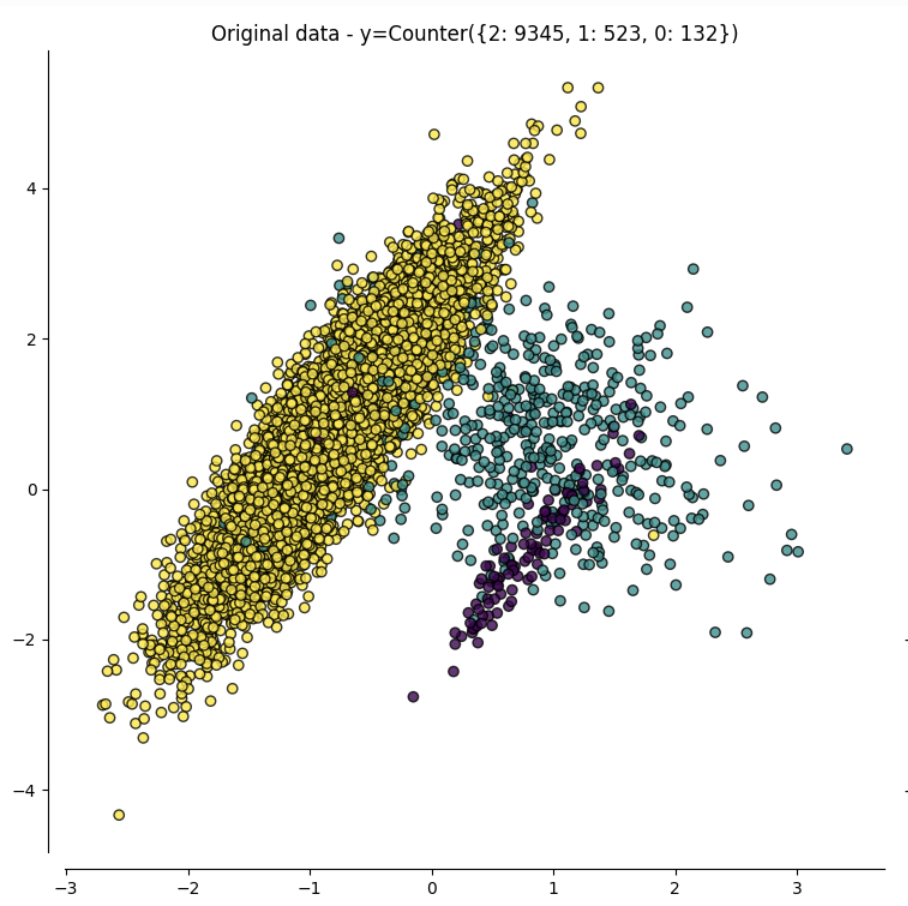 Original data - y=Counter({2: 9345, 1: 523, 0: 132})
4
2
0
−2
−4
−3 −2 −1 0 1 2 3